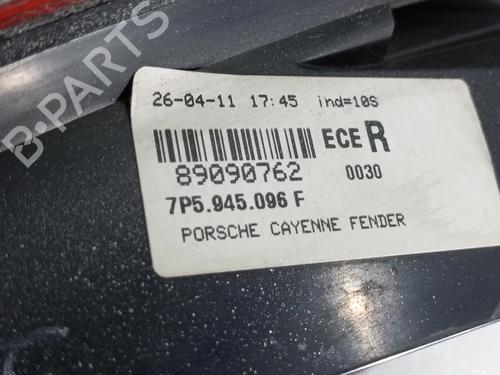 B-PARTS
26-04-11 17:45 ind=10S
ECE R
89090762 0030
7P5.945.096 F
PORSCHE CAYENNE FENDER